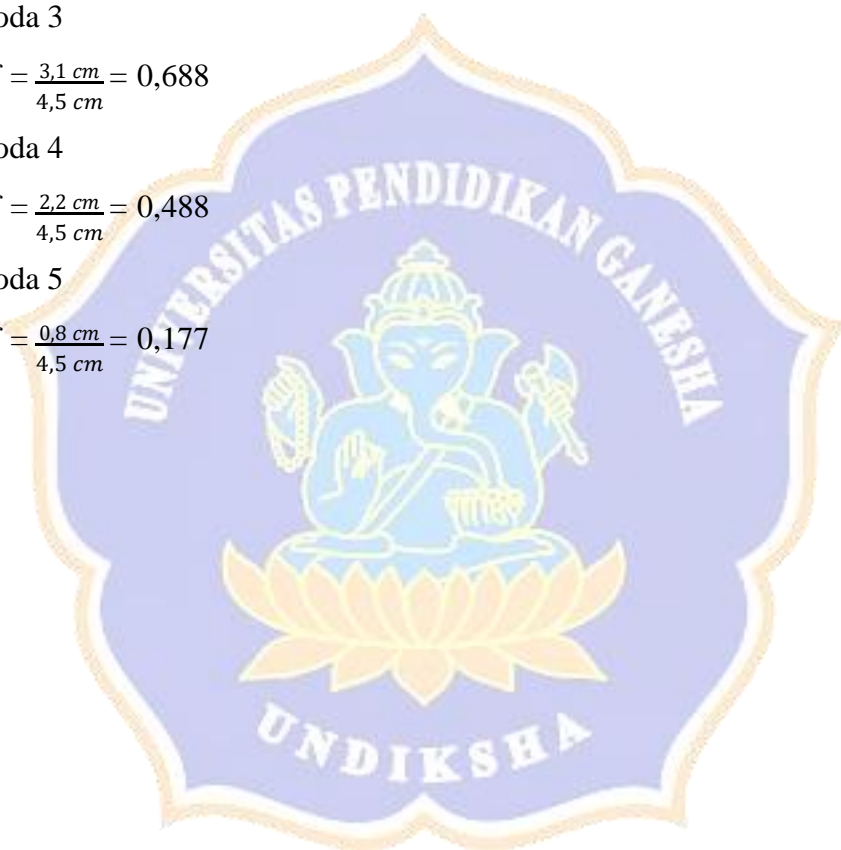 oda 3
= 3,1 cm / 4,5 cm = 0,688
oda 4
= 2,2 cm / 4,5 cm = 0,488
oda 5
= 0,8 cm / 4,5 cm = 0,177
UNIVERSITAS PENDIDIKAN GANESHA
UNDIKSHA